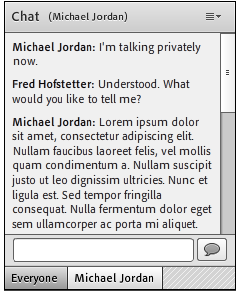 Chat (Michael Jordan)
Michael Jordan: I'm talking privately
now.
Fred Hofstetter: Understood. What
would you like to tell me?
Michael Jordan: Lorem ipsum dolor
sit amet, consectetur adipiscing elit.
Nullam faucibus laoreet felis, vel mollis
quam condimentum a. Nullam suscipit
justo ut leo dignissim ultricies. Nunc et
ligula est. Sed tempor fringilla
consequat. Nulla fermentum dolor eget
sem ullamcorper ac porta mi aliquet.
Everyone Michael Jordan